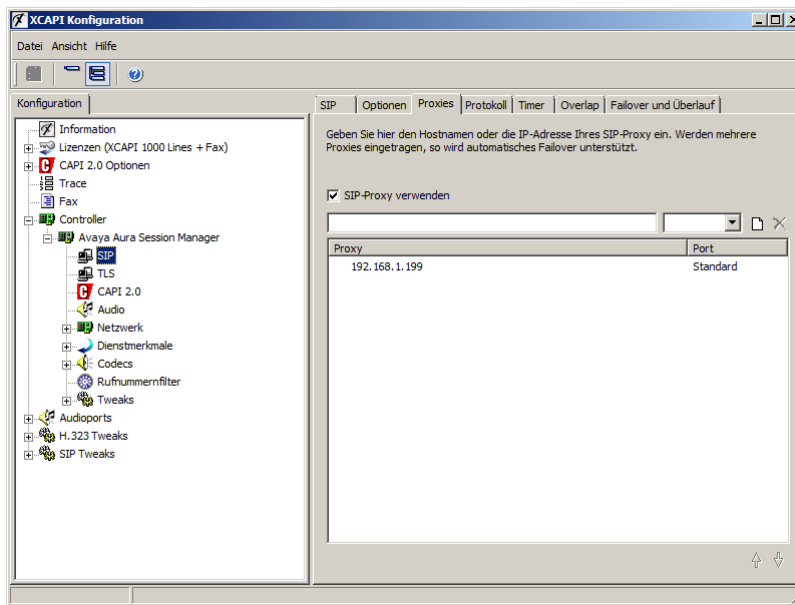 XCAPI Konfiguration
Datei Ansicht Hilfe
Konfiguration
Information
Lizenzen (XCAPI 1000 Lines + Fax)
CAPI 2.0 Optionen
Trace
Fax
Controller
Avaya Aura Session Manager
SIP
TLS
CAPI 2.0
Audio
Netzwerk
Dienstmerkmale
Codecs
Rufnummernfilter
Tweaks
Audioports
H.323 Tweaks
SIP Tweaks
SIP Optionen Proxies Protokoll Timer Overlap Failover und Überlauf
Geben Sie hier den Hostnamen oder die IP-Adresse Ihres SIP-Proxy ein. Werden mehrere
Proxies eingetragen, so wird automatisches Failover unterstützt.
SIP-Proxy verwenden
Proxy Port
192.168.1.199 Standard